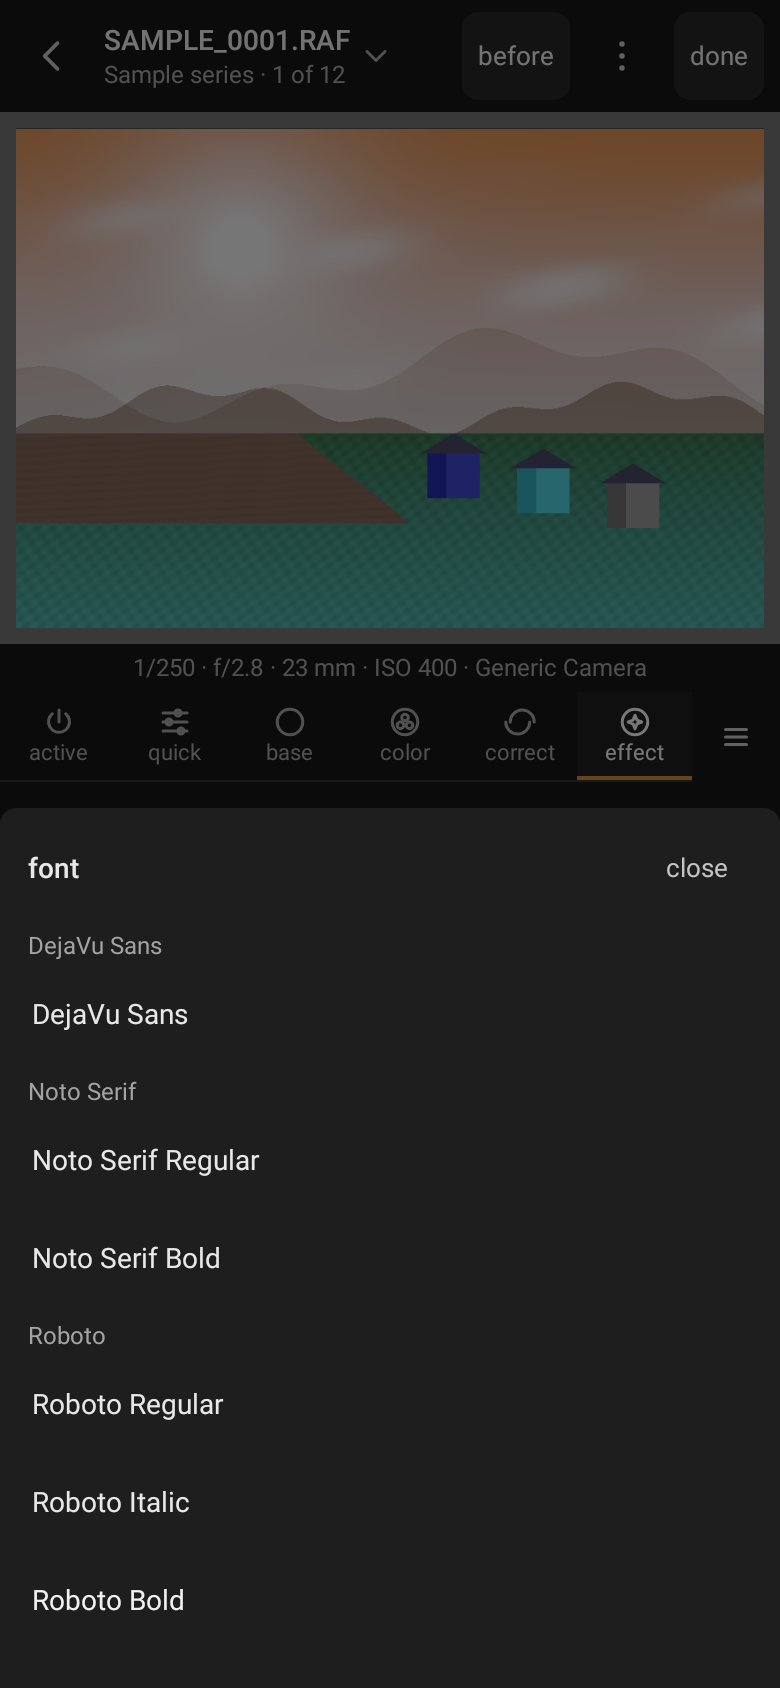 SAMPLE_0001.RAF
Sample series · 1 of 12
before
done
1/250 · f/2.8 · 23 mm · ISO 400 · Generic Camera
active
quick
base
color
correct
effect
font
close
DejaVu Sans
DejaVu Sans
Noto Serif
Noto Serif Regular
Noto Serif Bold
Roboto
Roboto Regular
Roboto Italic
Roboto Bold